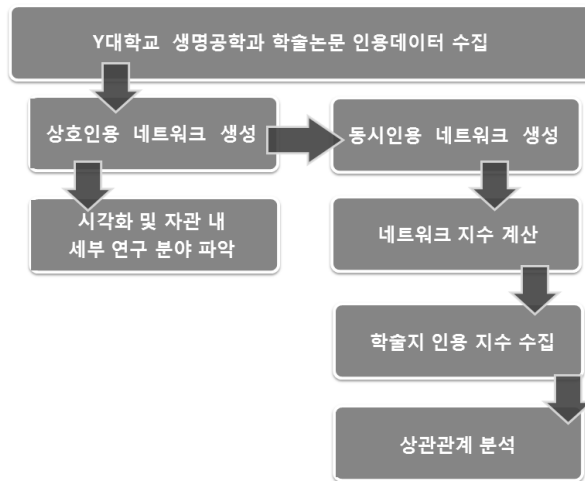 Y대학교 생명공학과 학술논문 인용데이터 수집
상호인용 네트워크 생성
동시인용 네트워크 생성
시각화 및 자관 내
세부 연구 분야 파악
네트워크 지수 계산
학술지 인용 지수 수집
상관관계 분석